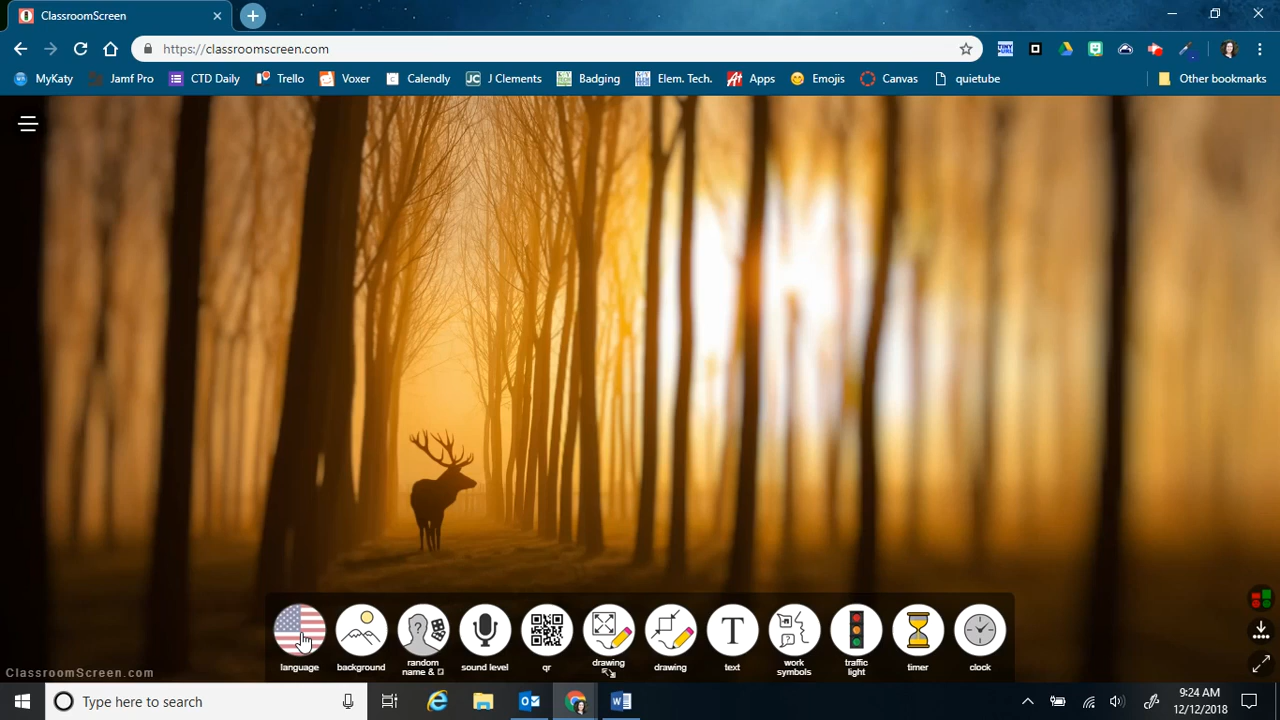 ClassroomScreen
https://classroomscreen.com
MyKaty Jamf Pro CTD Daily Trello Voxer Calendly JC J Clements Badging Elem. Tech. Apps Emojis Canvas quietube Other bookmarks
language background random name & sound level qr drawing drawing text work symbols traffic light timer clock
ClassroomScreen.com
Type here to search
9:24 AM
12/12/2018